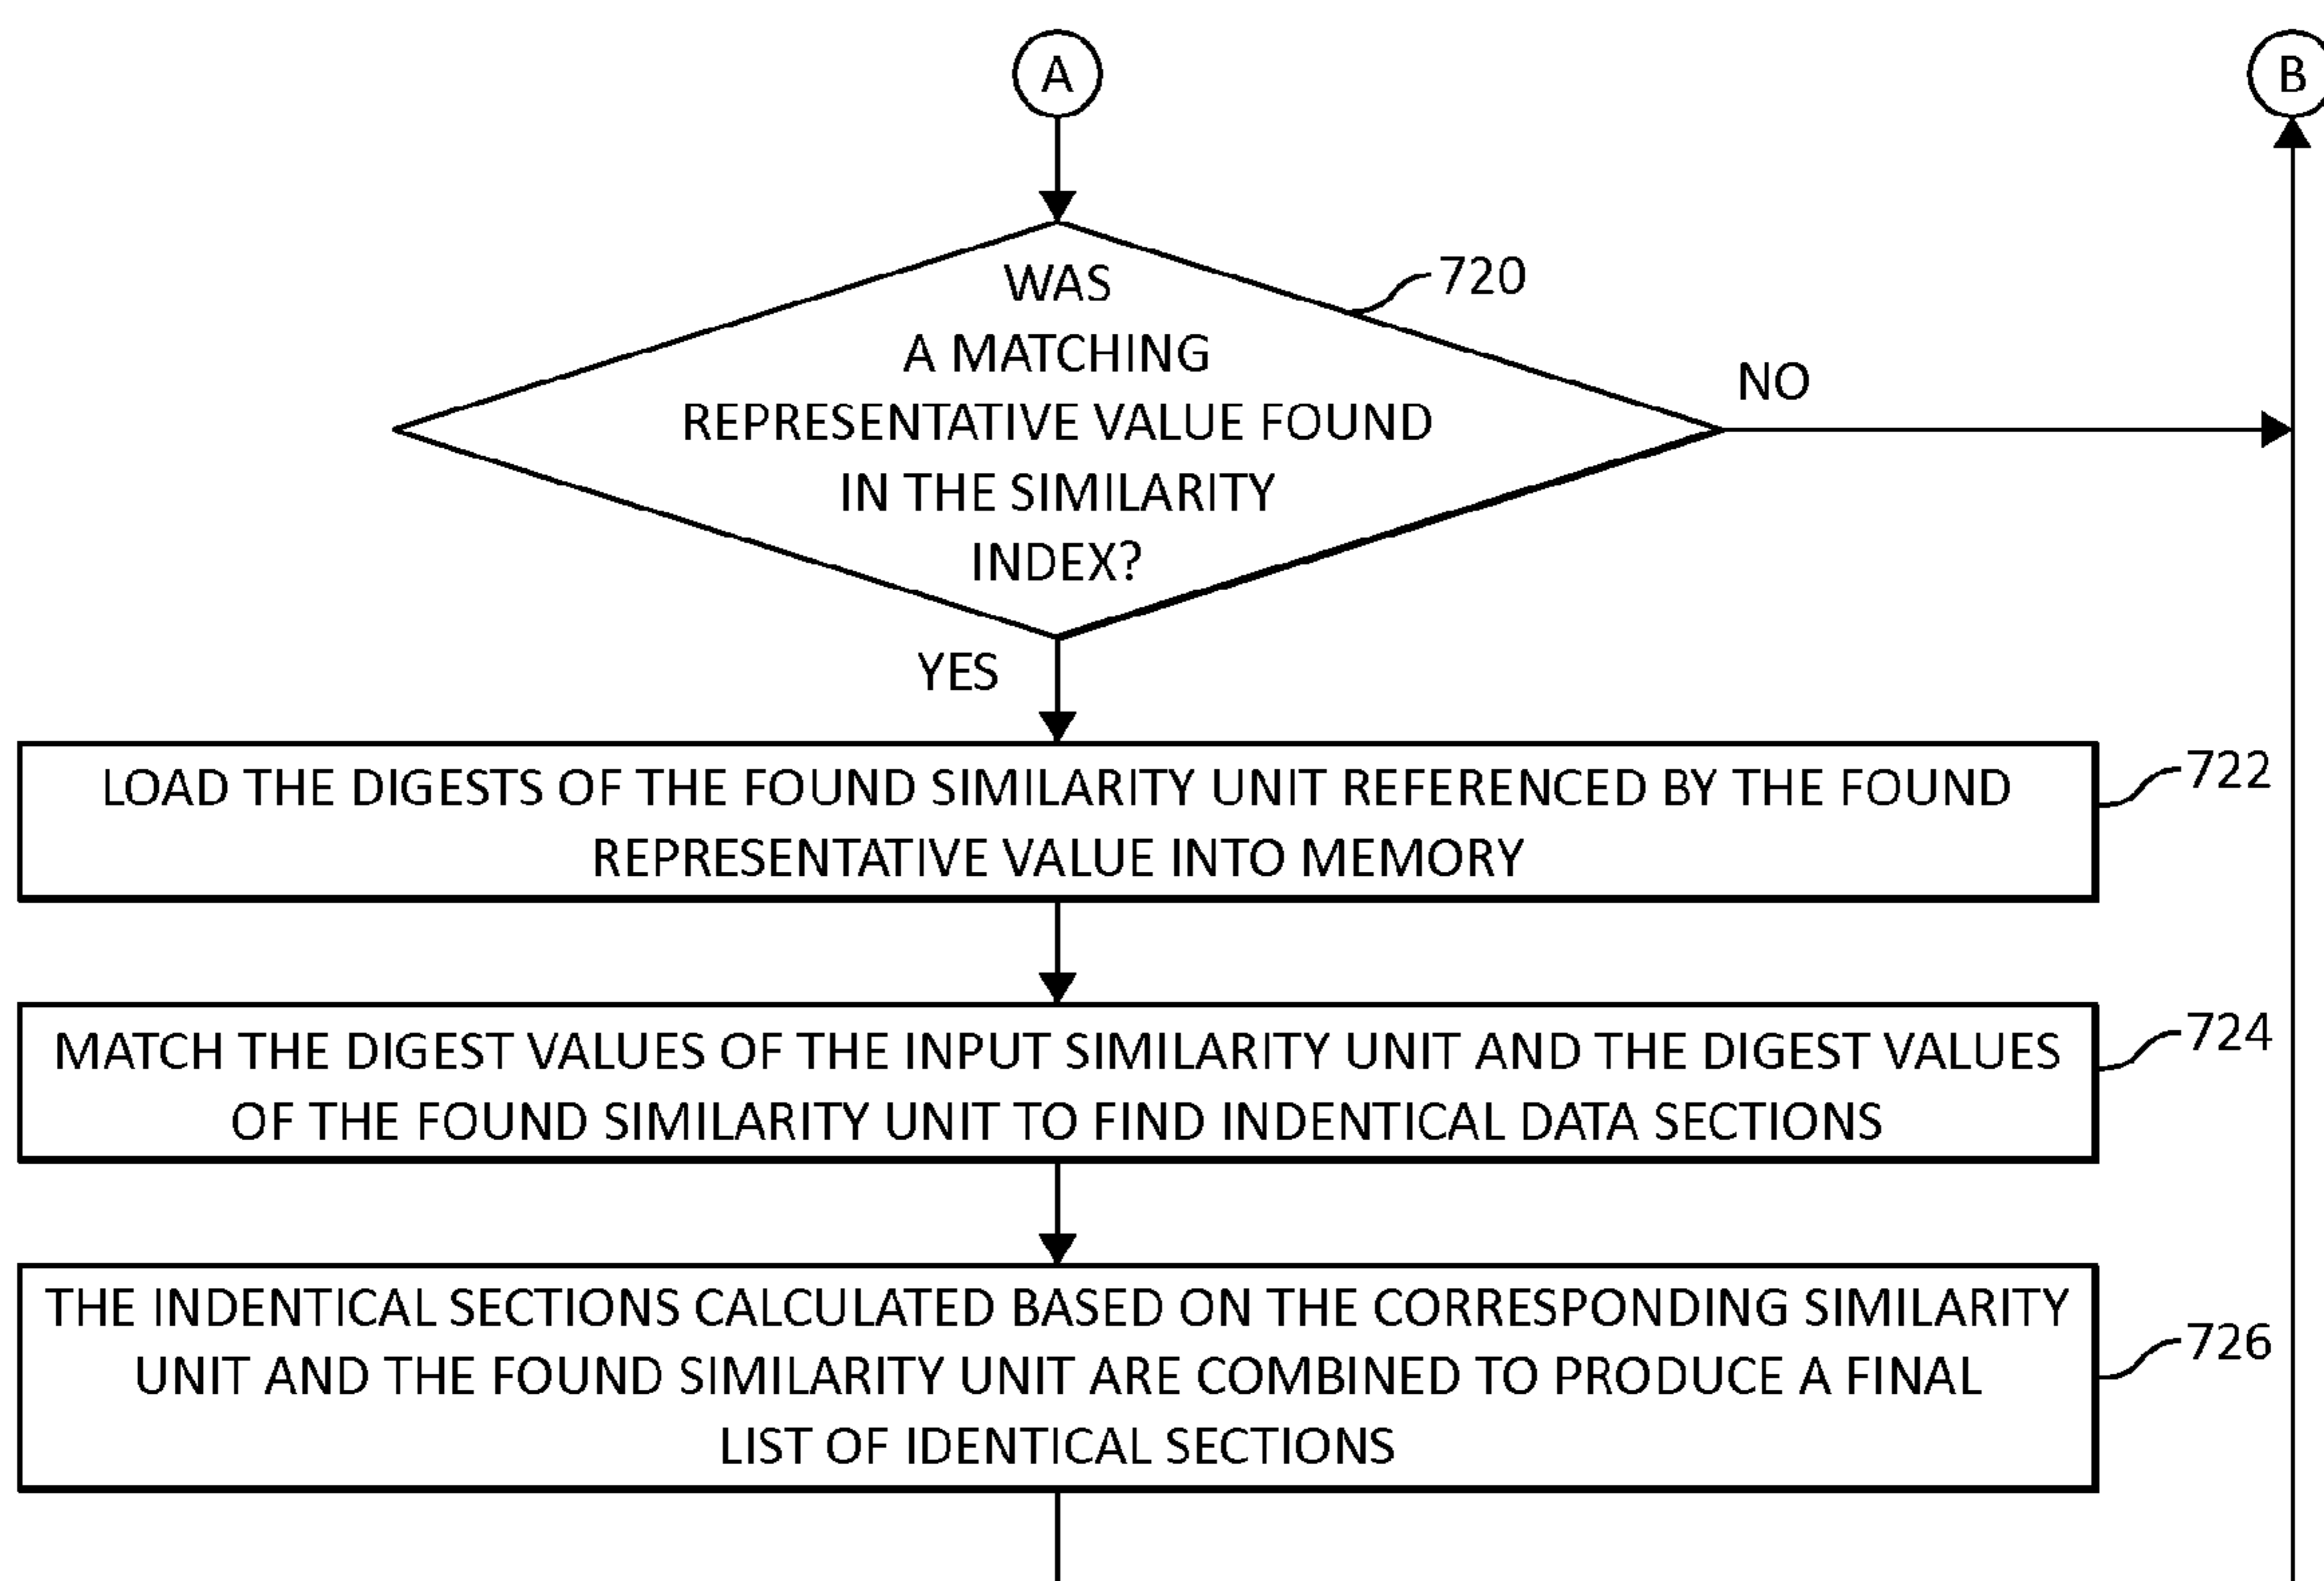 A
B
WAS
A MATCHING
REPRESENTATIVE VALUE FOUND
IN THE SIMILARITY
INDEX?
720
NO
YES
LOAD THE DIGESTS OF THE FOUND SIMILARITY UNIT REFERENCED BY THE FOUND
REPRESENTATIVE VALUE INTO MEMORY
722
MATCH THE DIGEST VALUES OF THE INPUT SIMILARITY UNIT AND THE DIGEST VALUES
OF THE FOUND SIMILARITY UNIT TO FIND INDENTICAL DATA SECTIONS
724
THE INDENTICAL SECTIONS CALCULATED BASED ON THE CORRESPONDING SIMILARITY
UNIT AND THE FOUND SIMILARITY UNIT ARE COMBINED TO PRODUCE A FINAL
LIST OF IDENTICAL SECTIONS
726